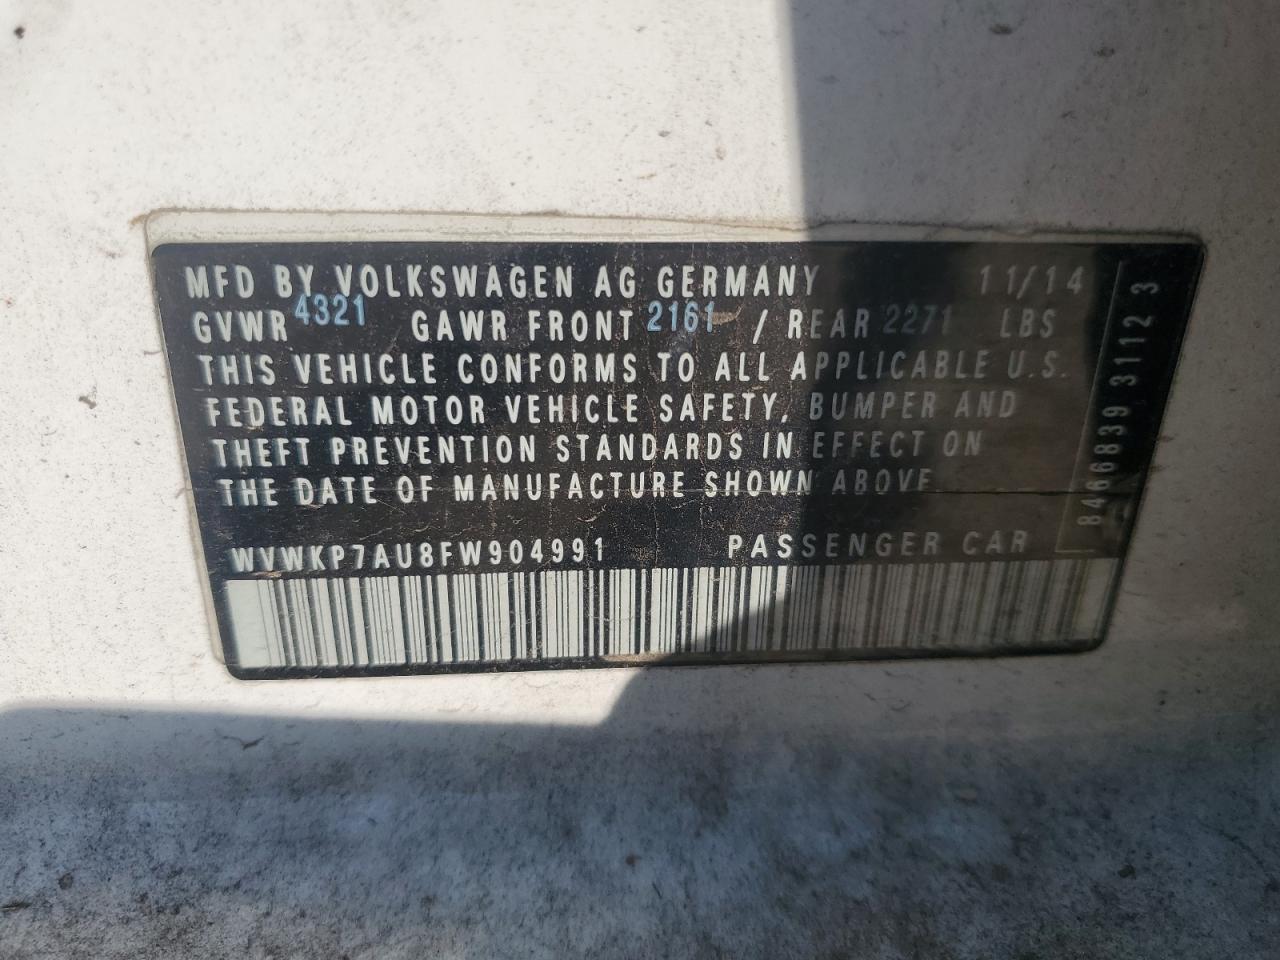 MFD BY VOLKSWAGEN AG GERMANY 11/14
GVWR 4321 GAWR FRONT 2161 / REAR 2271 LBS
THIS VEHICLE CONFORMS TO ALL APPLICABLE U.S.
FEDERAL MOTOR VEHICLE SAFETY, BUMPER AND
THEFT PREVENTION STANDARDS IN EFFECT ON
THE DATE OF MANUFACTURE SHOWN ABOVE
WVWKP7AU8FW904991 PASSENGER CAR
8466839 3112 3